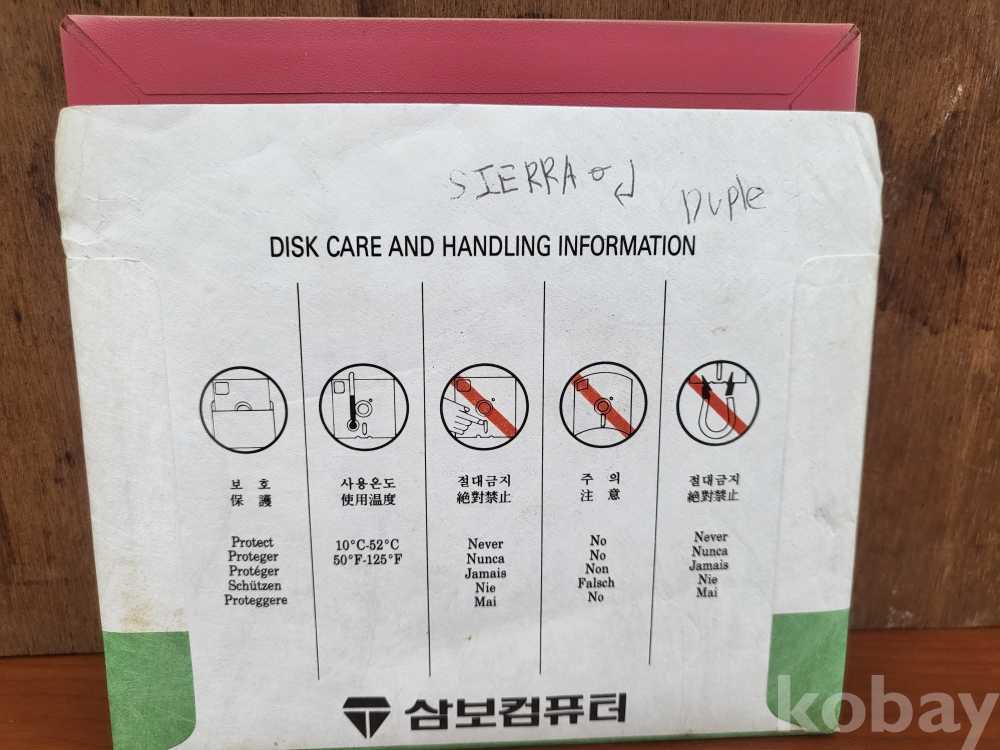 SIERRA
Duple
DISK CARE AND HANDLING INFORMATION
보 호
保 護
Protect
Proteger
Protéger
Schützen
Proteggere
사용온도
使用温度
10°C-52°C
50°F-125°F
절대금지
絶對禁止
Never
Nunca
Jamais
Nie
Mai
주 의
注 意
No
No
Non
Falsch
No
절대금지
絶對禁止
Never
Nunca
Jamais
Nie
Mai
삼보컴퓨터
kobay